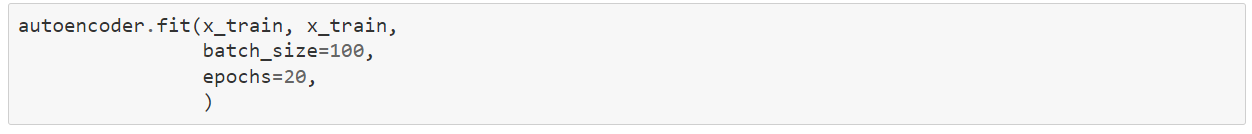 autoencoder.fit(x_train, x_train,
                batch_size=100,
                epochs=20,
                )